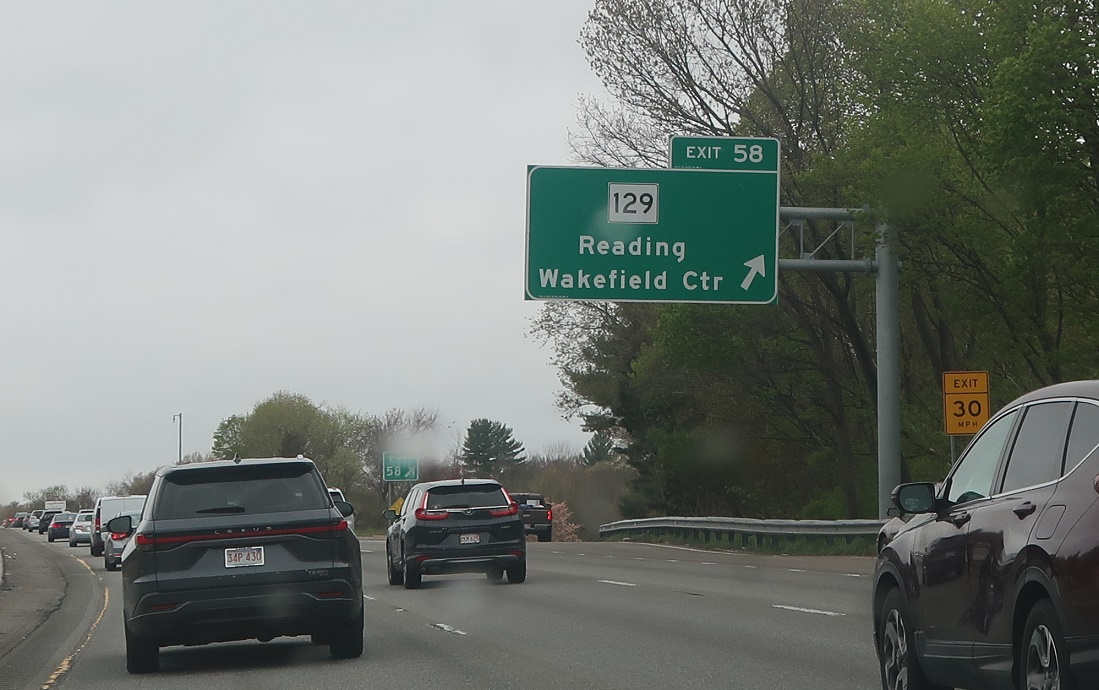 EXIT 58
129
Reading
Wakefield Ctr
EXIT
30
MPH
58
LEXUS
34P 430